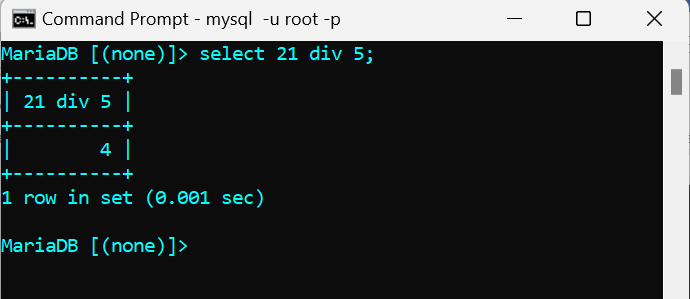 Command Prompt - mysql  -u root -p
MariaDB [(none)]> select 21 div 5;
+----------+
| 21 div 5 |
+----------+
|        4 |
+----------+
1 row in set (0.001 sec)
MariaDB [(none)]>